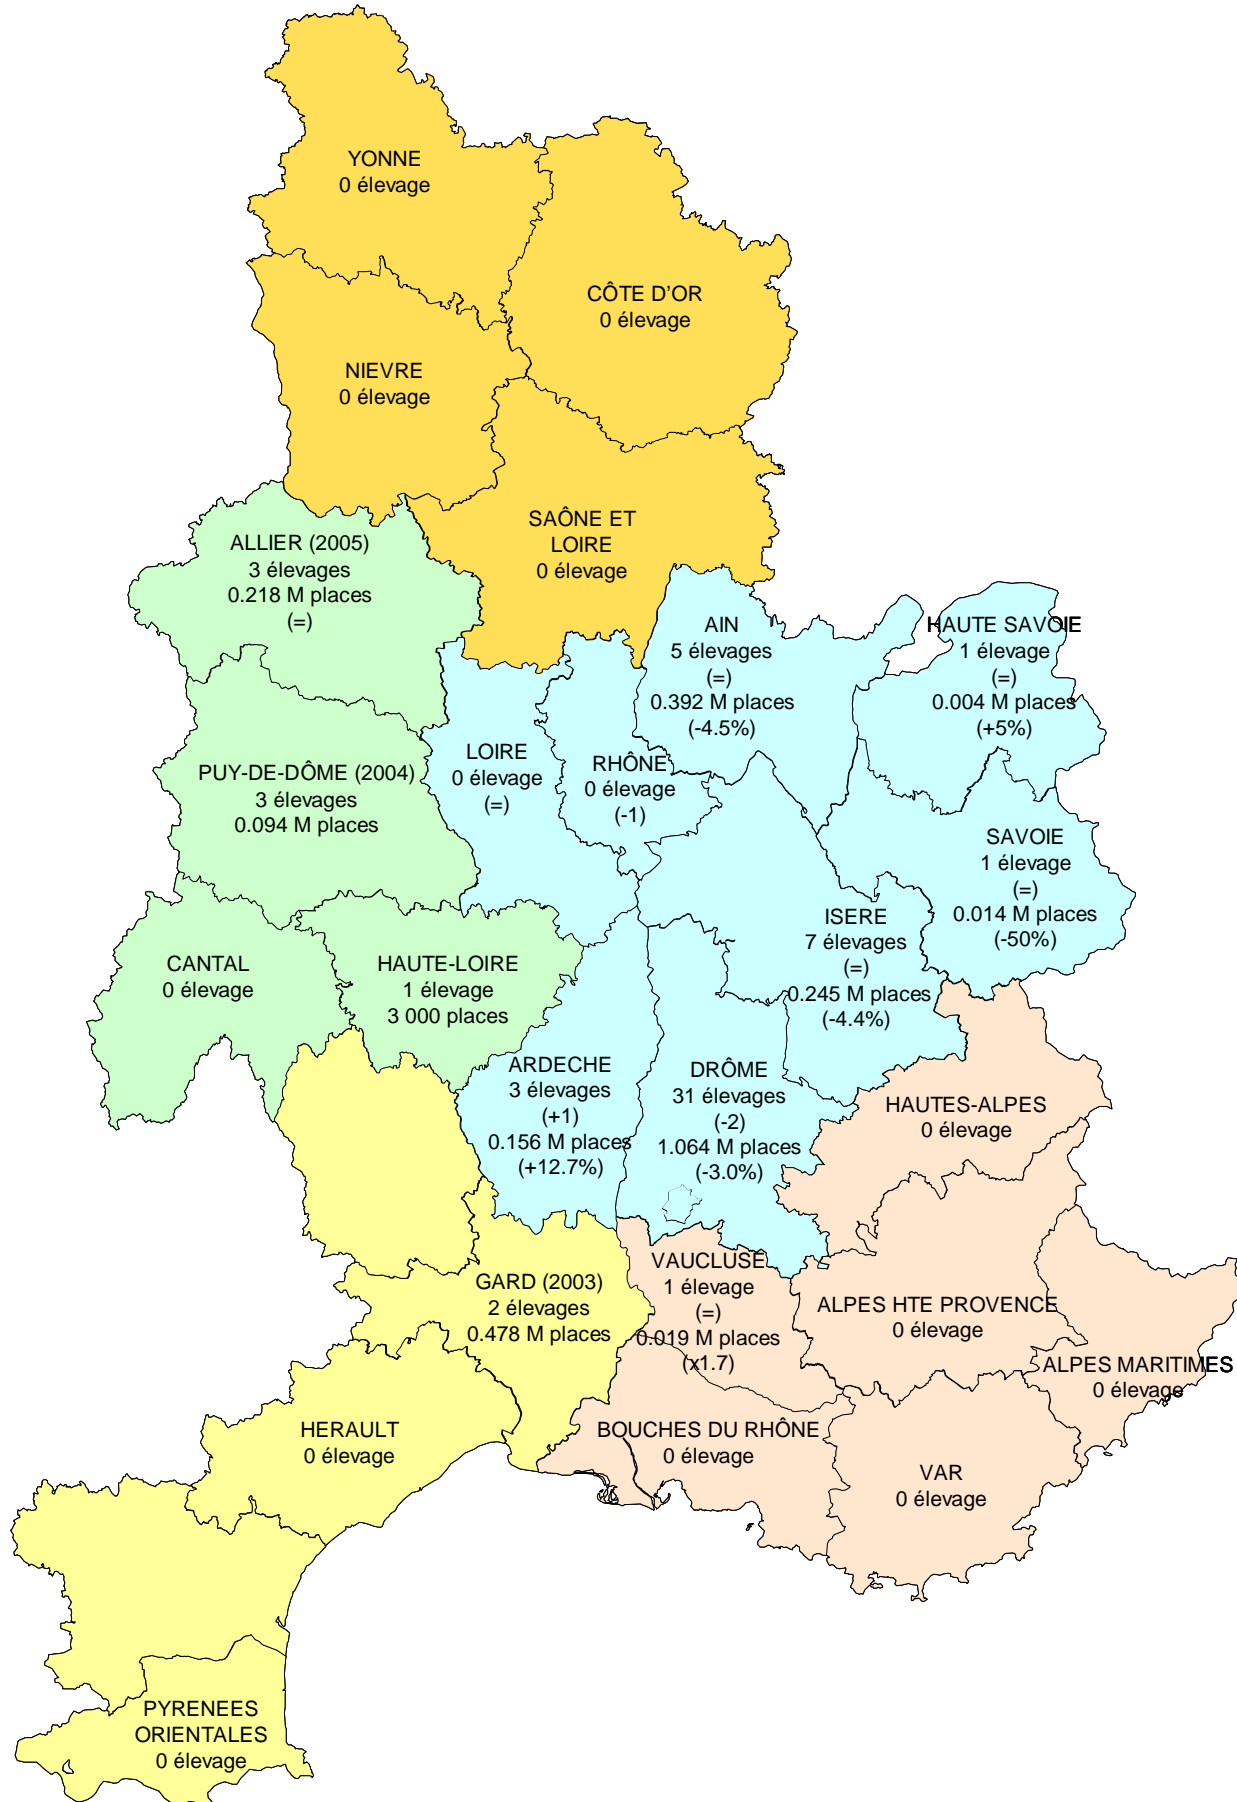 YONNE
0 élevage
CÔTE D'OR
0 élevage
NIEVRE
0 élevage
SAÔNE ET
LOIRE
0 élevage
ALLIER (2005)
3 élevages
0.218 M places
(=)
AIN
5 élevages
(=)
0.392 M places
(-4.5%)
HAUTE SAVOIE
1 élevage
(=)
0.004 M places
(+5%)
LOIRE
0 élevage
(=)
RHÔNE
0 élevage
(-1)
PUY-DE-DÔME (2004)
3 élevages
0.094 M places
SAVOIE
1 élevage
(=)
0.014 M places
(-50%)
ISERE
7 élevages
(=)
0.245 M places
(-4.4%)
CANTAL
0 élevage
HAUTE-LOIRE
1 élevage
3 000 places
ARDECHE
3 élevages
(+1)
0.156 M places
(+12.7%)
DRÔME
31 élevages
(-2)
1.064 M places
(-3.0%)
HAUTES-ALPES
0 élevage
VAUCLUSE
1 élevage
(=)
0.019 M places
(x1.7)
GARD (2003)
2 élevages
0.478 M places
ALPES HTE PROVENCE
0 élevage
ALPES MARITIMES
0 élevage
HERAULT
0 élevage
BOUCHES DU RHÔNE
0 élevage
VAR
0 élevage
PYRENEES
ORIENTALES
0 élevage